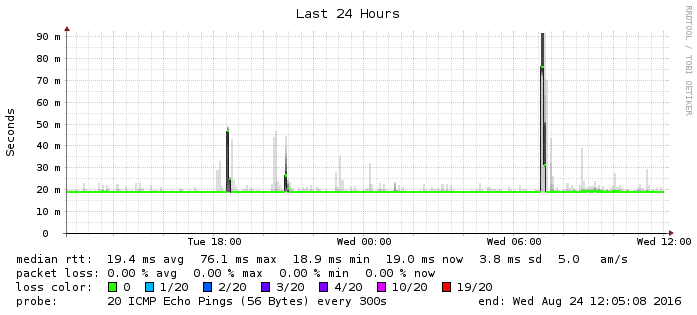 Last 24 Hours
RRDTOOL / TOBI OETIKER
Seconds
90 m
80 m
70 m
60 m
50 m
40 m
30 m
20 m
10 m
0
Tue 18:00 Wed 00:00 Wed 06:00 Wed 12:00
median rtt: 19.4 ms avg 76.1 ms max 18.9 ms min 19.0 ms now 3.8 ms sd 5.0 am/s
packet loss: 0.00 % avg 0.00 % max 0.00 % min 0.00 % now
loss color: 0 1/20 2/20 3/20 4/20 10/20 19/20
probe: 20 ICMP Echo Pings (56 Bytes) every 300s end: Wed Aug 24 12:05:08 2016